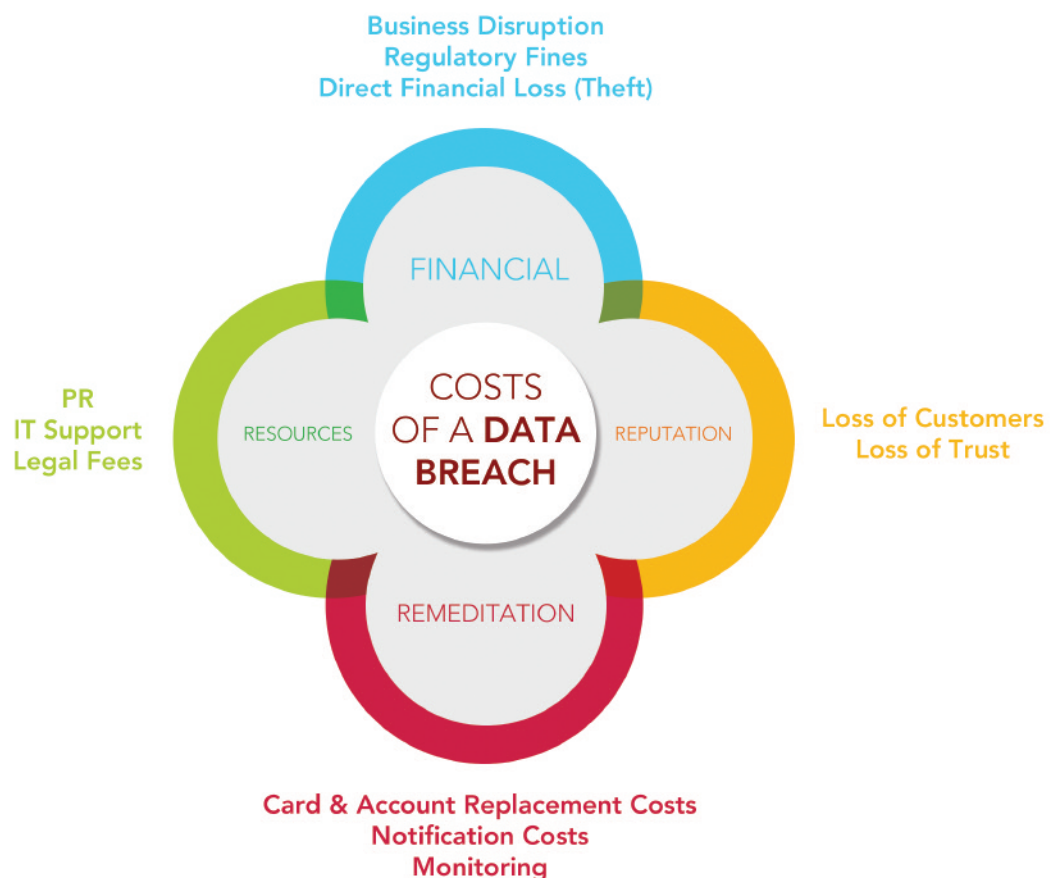 Business Disruption
Regulatory Fines
Direct Financial Loss (Theft)
FINANCIAL
PR
IT Support
Legal Fees
RESOURCES
COSTS
OF A DATA
BREACH
REPUTATION
Loss of Customers
Loss of Trust
REMEDITATION
Card & Account Replacement Costs
Notification Costs
Monitoring